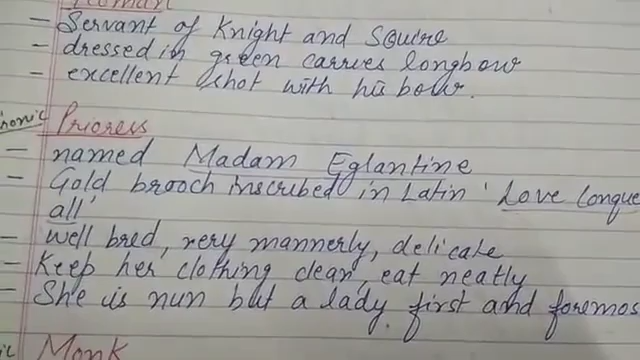 Yeoman
- Servant of Knight and Squire
- dressed in green carries longbow
- excellent shot with his bow.
Prioress
- named Madam Eglantine
- Gold brooch inscribed in Latin 'Love Conque
all'
- Well bred, very mannerly, delicate
- Keep her clothing clean, eat neatly
- She is nun but a lady first and foremos
Monk